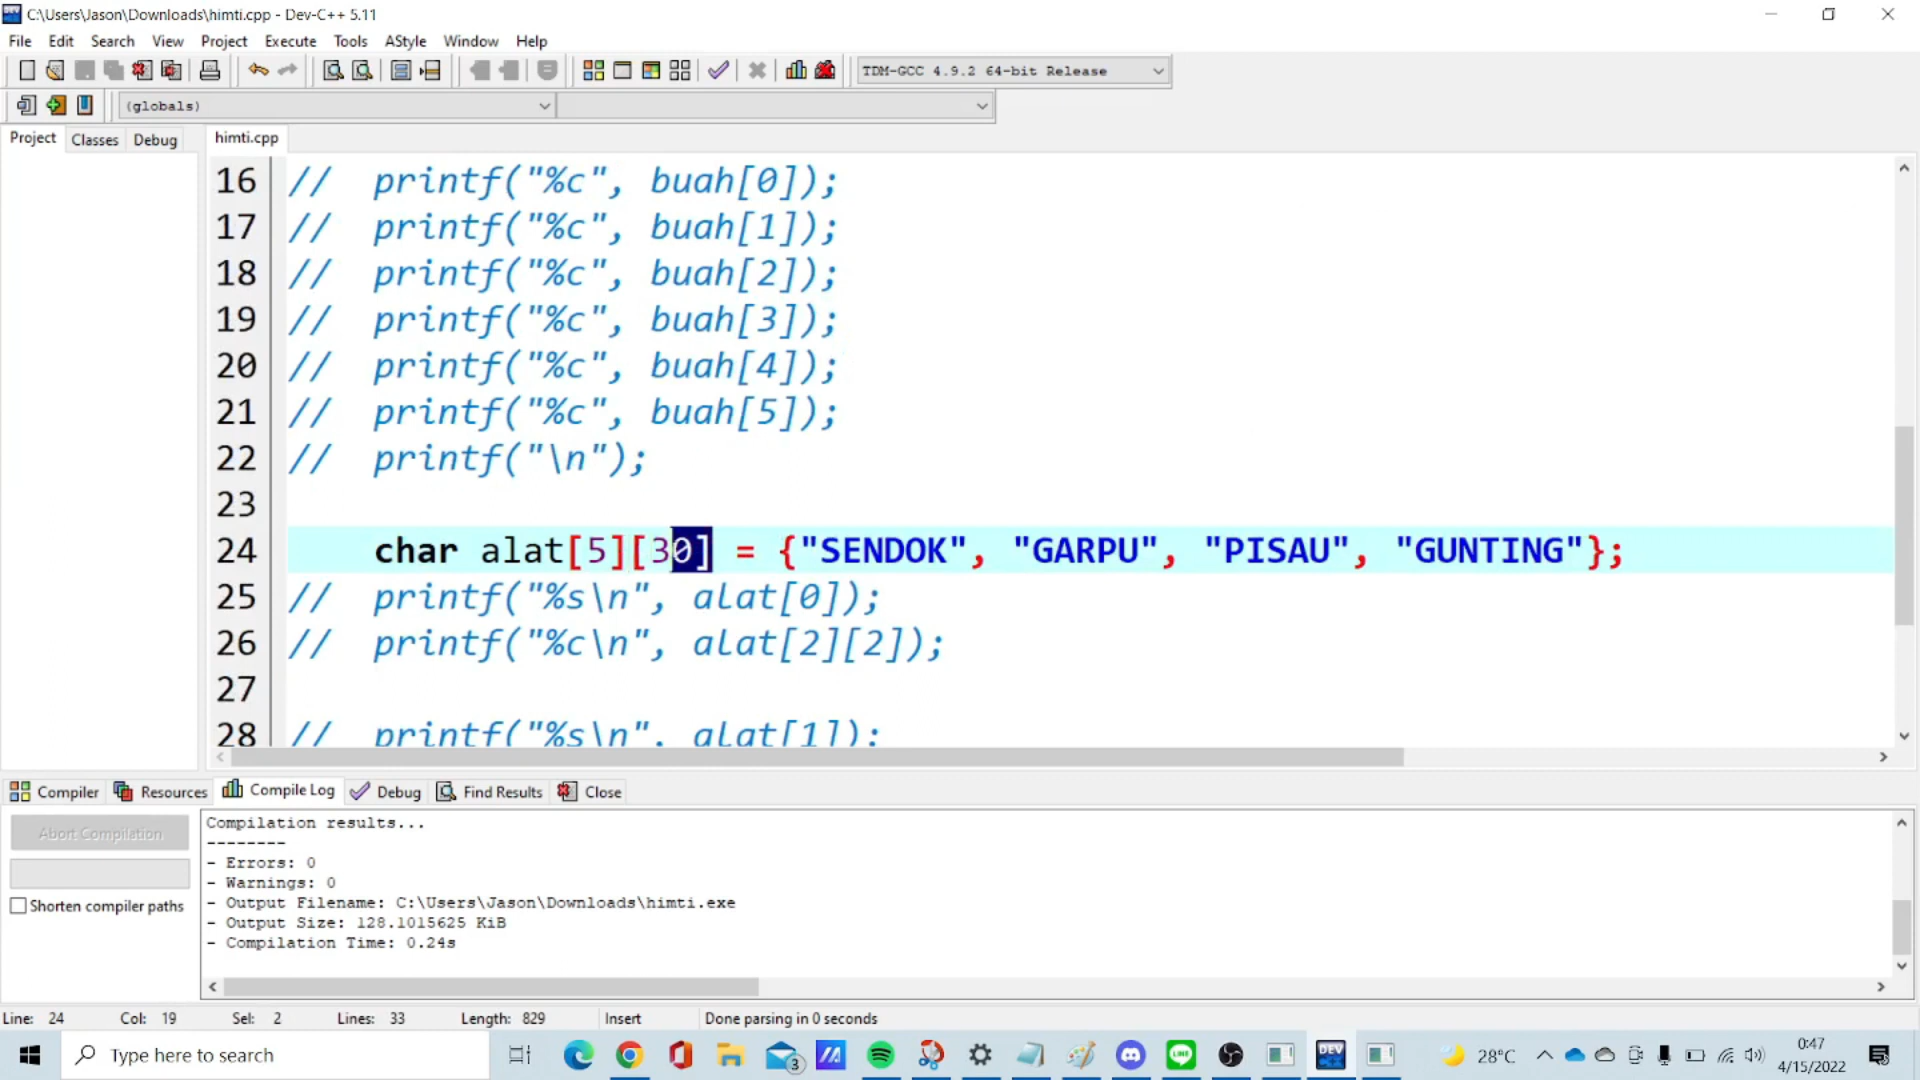 C:\Users\Jason\Downloads\himti.cpp - Dev-C++ 5.11
File Edit Search View Project Execute Tools AStyle Window Help
TDM-GCC 4.9.2 64-bit Release
(globals)
Project Classes Debug himti.cpp
16 // printf("%c", buah[0]);
17 // printf("%c", buah[1]);
18 // printf("%c", buah[2]);
19 // printf("%c", buah[3]);
20 // printf("%c", buah[4]);
21 // printf("%c", buah[5]);
22 // printf("\n");
23
24 char alat[5][30] = {"SENDOK", "GARPU", "PISAU", "GUNTING"};
25 // printf("%s\n", alat[0]);
26 // printf("%c\n", alat[2][2]);
27
28 // printf("%s\n", alat[1]);
Compiler Resources Compile Log Debug Find Results Close
Abort Compilation
Shorten compiler paths
Compilation results...
--------
- Errors: 0
- Warnings: 0
- Output Filename: C:\Users\Jason\Downloads\himti.exe
- Output Size: 128.1015625 KiB
- Compilation Time: 0.24s
Line: 24 Col: 19 Sel: 2 Lines: 33 Length: 829 Insert Done parsing in 0 seconds
Type here to search
3
DEV
28°C
0:47
4/15/2022